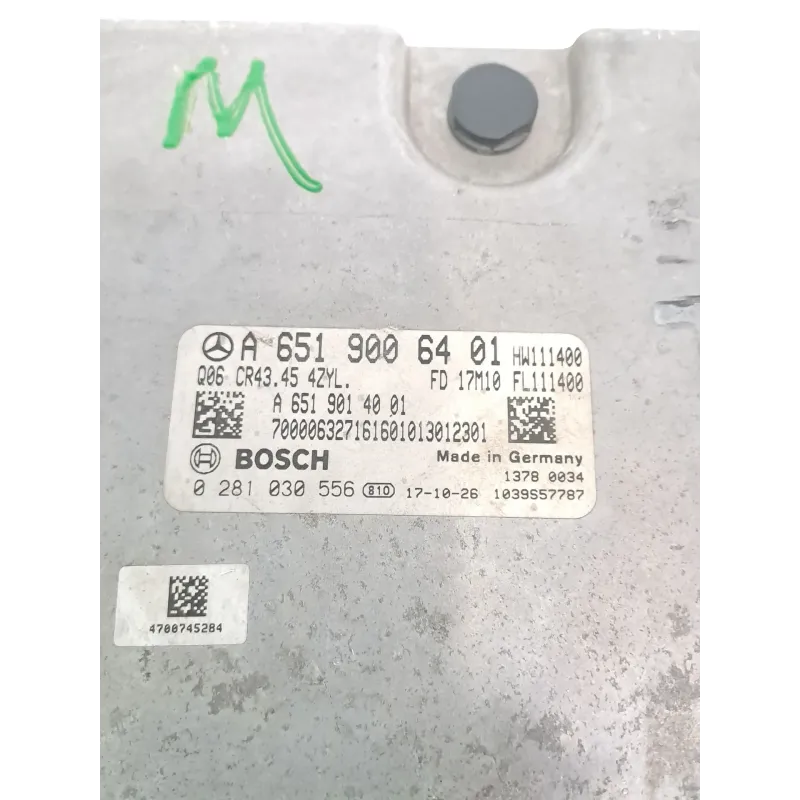 M
A 651 900 64 01 HW111400
Q06 CR43.45 4ZYL. FD 17M10 FL111400
A 651 901 40 01
700006327161601013012301
BOSCH Made in Germany
1378 0034
0 281 030 556 810 17-10-26 1039S57787
4700745284